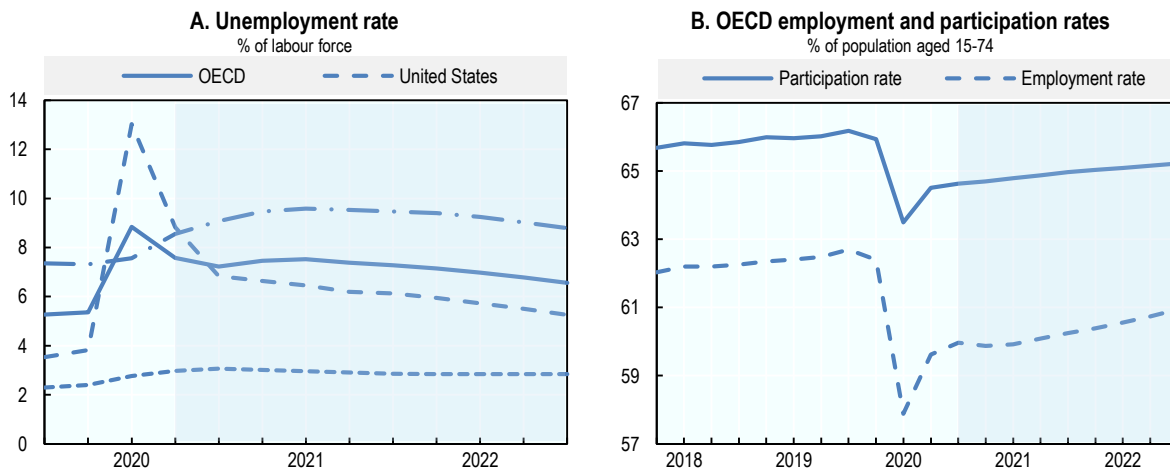 A. Unemployment rate
% of labour force
OECD
United States
14
12
10
8
6
4
2
0
2020
2021
2022
B. OECD employment and participation rates
% of population aged 15-74
Participation rate
Employment rate
67
65
63
61
59
57
2018
2019
2020
2021
2022